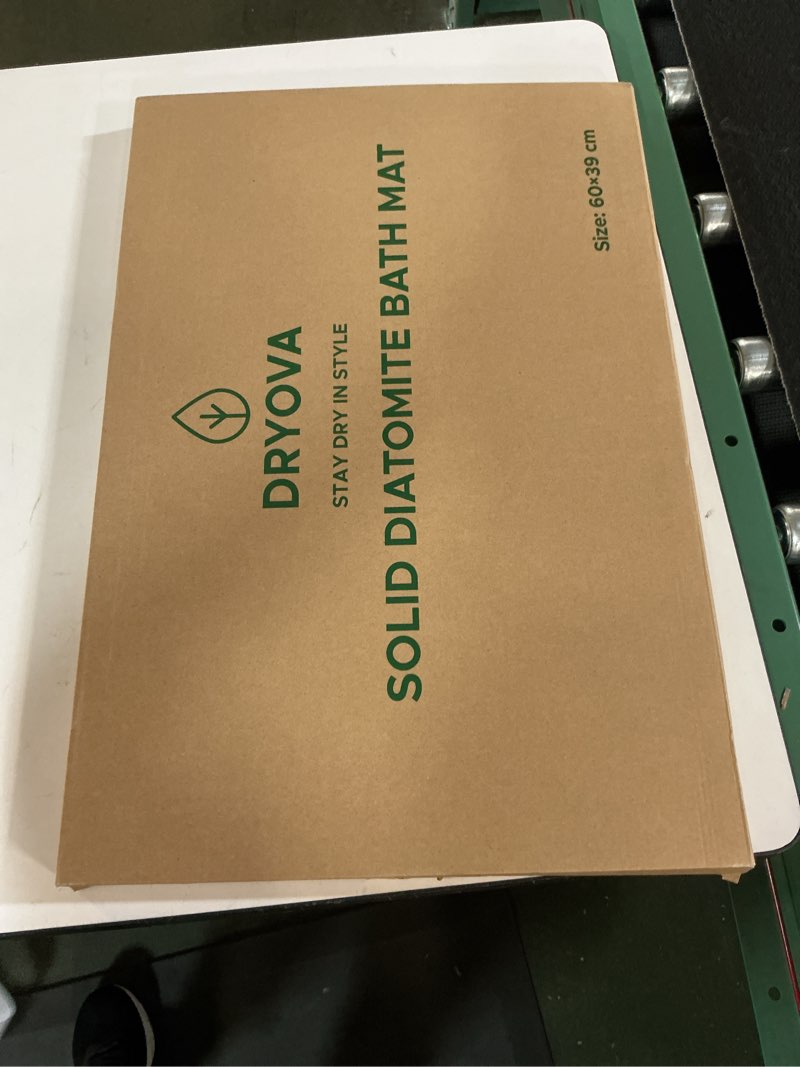 DRYOVA
STAY DRY IN STYLE
SOLID DIATOMITE BATH MAT
Size: 60×39 cm